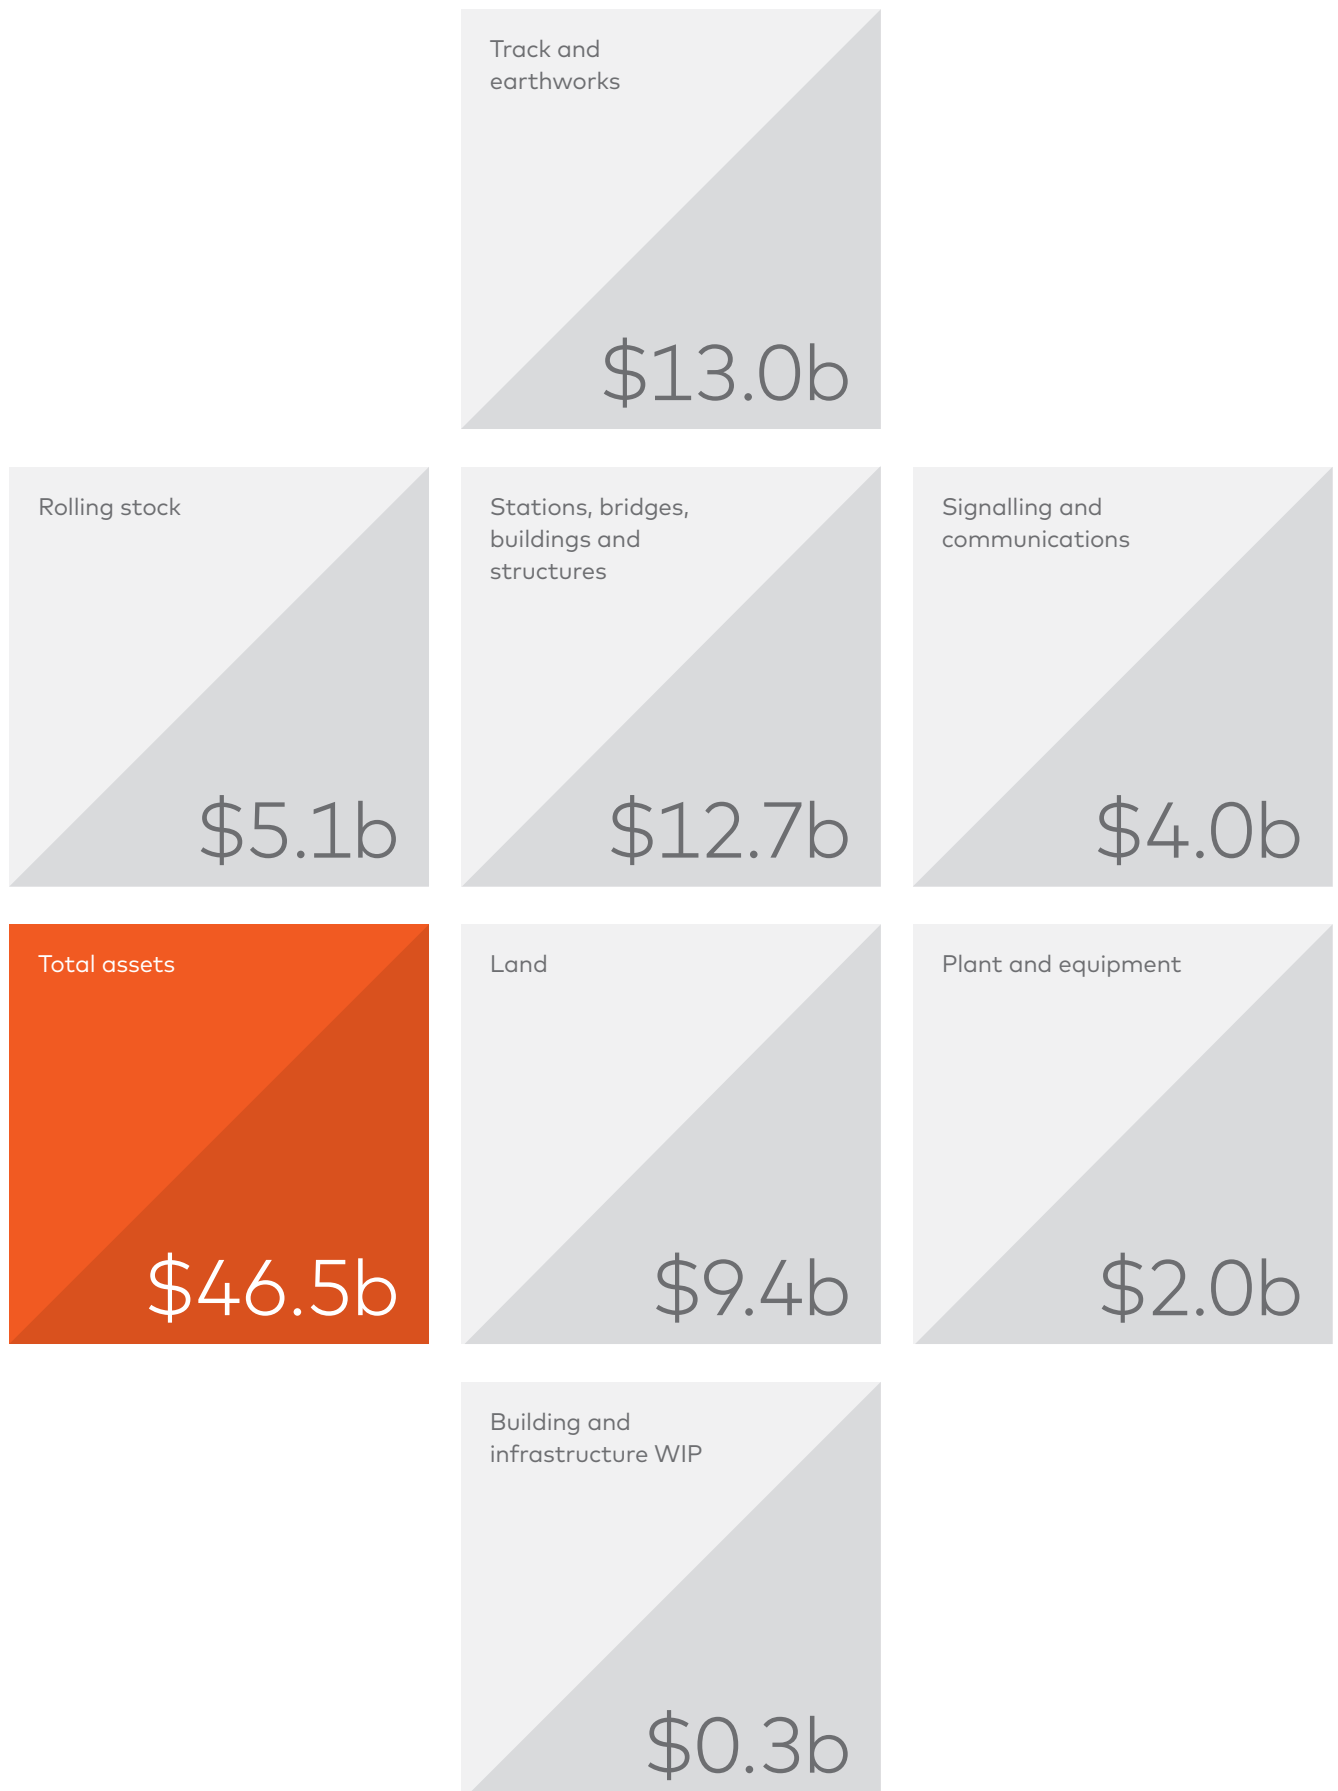 Track and
earthworks
$13.0b
Rolling stock
$5.1b
Stations, bridges,
buildings and
structures
$12.7b
Signalling and
communications
$4.0b
Total assets
$46.5b
Land
$9.4b
Plant and equipment
$2.0b
Building and
infrastructure WIP
$0.3b